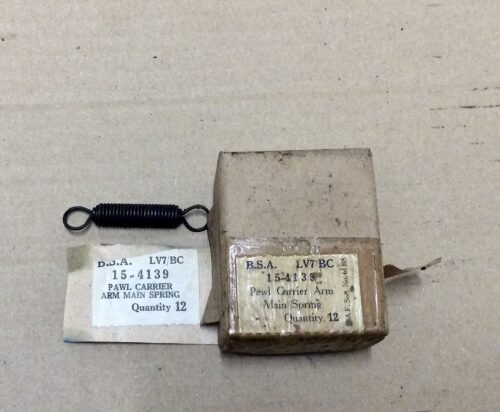 B.S.A. LV7/BC
15-4139
PAWL CARRIER
ARM MAIN SPRING
Quantity 12
B.S.A. LV7/BC
15-4139
Pawl Carrier Arm
Main Spring
Quantity 12